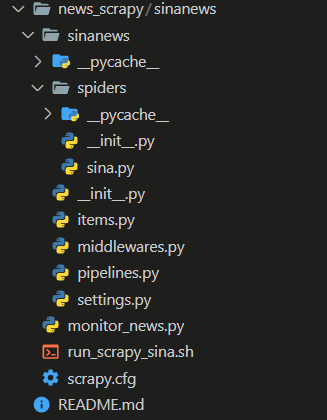 news_scrapy/sinanews
sinanews
__pycache__
spiders
__pycache__
__init__.py
sina.py
__init__.py
items.py
middlewares.py
pipelines.py
settings.py
monitor_news.py
run_scrapy_sina.sh
scrapy.cfg
README.md